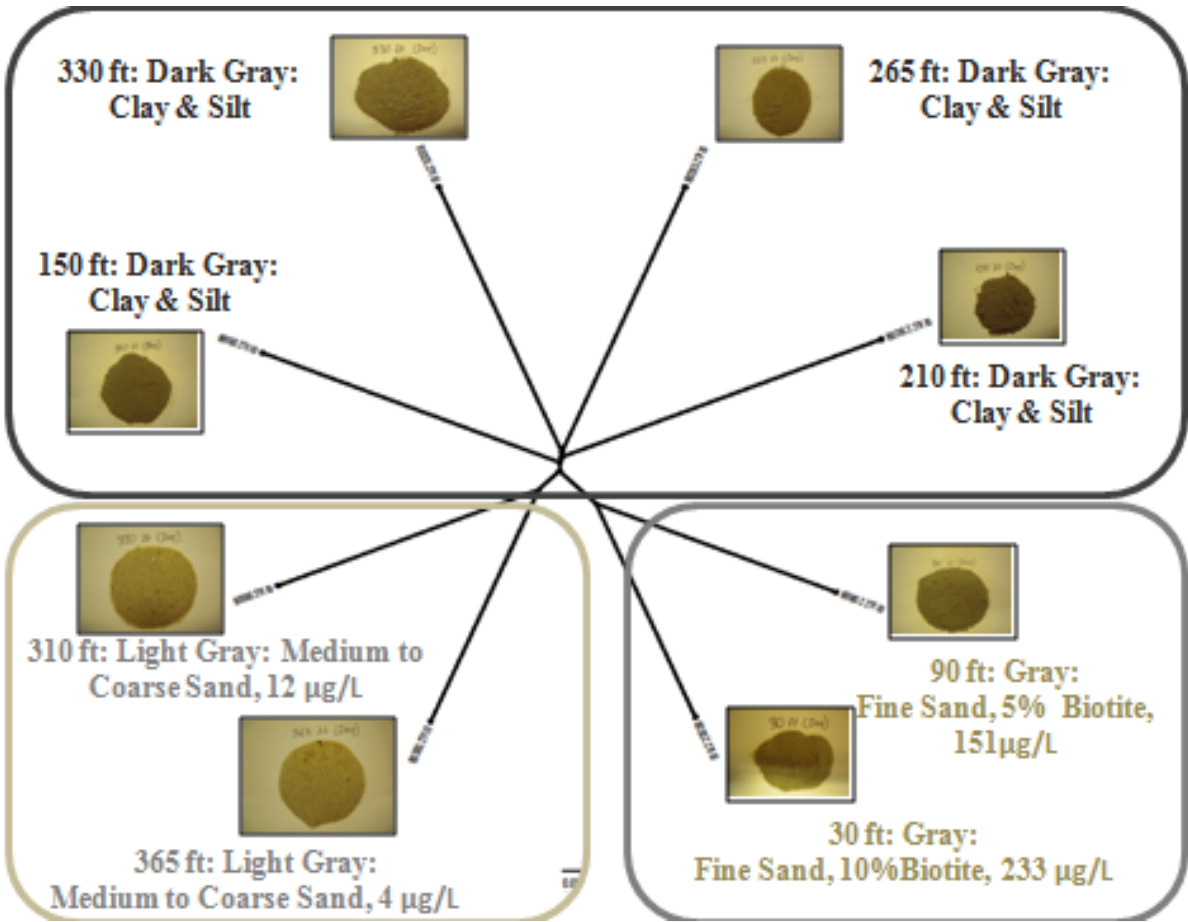 330 ft: Dark Gray:
Clay & Silt
265 ft: Dark Gray:
Clay & Silt
150 ft: Dark Gray:
Clay & Silt
210 ft: Dark Gray:
Clay & Silt
310 ft: Light Gray: Medium to
Coarse Sand, 12 µg/L
90 ft: Gray:
Fine Sand, 5% Biotite,
151µg/L
365 ft: Light Gray:
Medium to Coarse Sand, 4 µg/L
30 ft: Gray:
Fine Sand, 10%Biotite, 233 µg/L